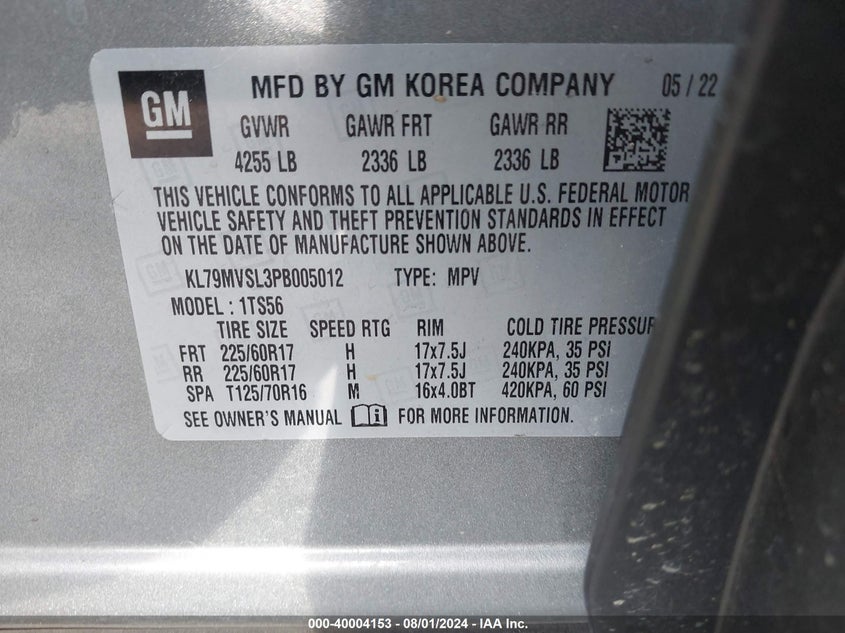 GM
MFD BY GM KOREA COMPANY 05 / 22
GVWR GAWR FRT GAWR RR
4255 LB 2336 LB 2336 LB
THIS VEHICLE CONFORMS TO ALL APPLICABLE U.S. FEDERAL MOTOR
VEHICLE SAFETY AND THEFT PREVENTION STANDARDS IN EFFECT
ON THE DATE OF MANUFACTURE SHOWN ABOVE.
KL79MVSL3PB005012 TYPE: MPV
MODEL : 1TS56
TIRE SIZE SPEED RTG RIM COLD TIRE PRESSUR
FRT 225/60R17 H 17x7.5J 240KPA, 35 PSI
RR 225/60R17 H 17x7.5J 240KPA, 35 PSI
SPA T125/70R16 M 16x4.0BT 420KPA, 60 PSI
SEE OWNER'S MANUAL FOR MORE INFORMATION.
000-40004153 - 08/01/2024 - IAA Inc.